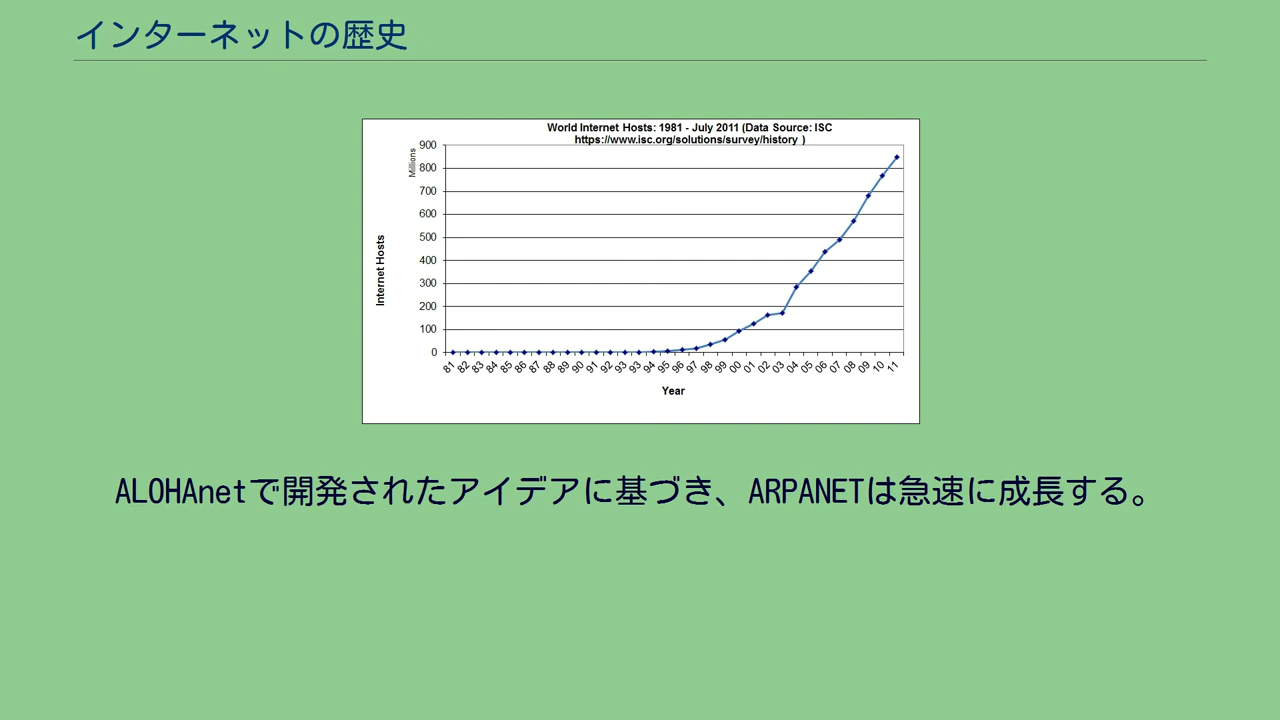 インターネットの歴史
World Internet Hosts: 1981 - July 2011 (Data Source: ISC
https://www.isc.org/solutions/survey/history )
Millions
900
800
700
600
500
400
300
200
100
0
Internet Hosts
81 82 83 84 85 86 87 88 89 90 91 92 93 93 94 95 96 97 98 99 00 01 02 03 04 05 06 07 08 09 10 11
Year
ALOHAnetで開発されたアイデアに基づき、ARPANETは急速に成長する。